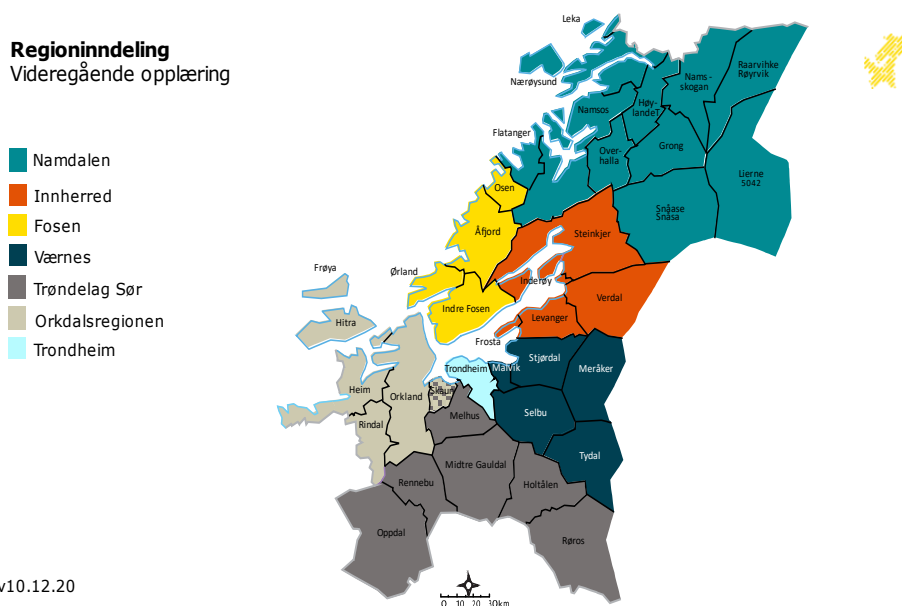 Regioninndeling
Videregående opplæring
Namdalen
Innherred
Fosen
Værnes
Trøndelag Sør
Orkdalsregionen
Trondheim
Leka
Nærøysund
Namsos
Høy-
landeT
Nams -
skogan
Raarvihke
Røyrvik
Flatanger
Over-
halla
Grong
Lierne
5042
Osen
Snåase
Snåsa
Åfjord
Steinkjer
Frøya
Ørland
Inderøy
Verdal
Hitra
Indre Fosen
Levanger
Frosta
Trondheim
Malvik
Stjørdal
Meråker
Heim
Orkland
Skaun
Melhus
Selbu
Rindal
Tydal
Rennebu
Midtre Gauldal
Holtålen
Oppdal
Røros
v10.12.20
0 10 20 30km